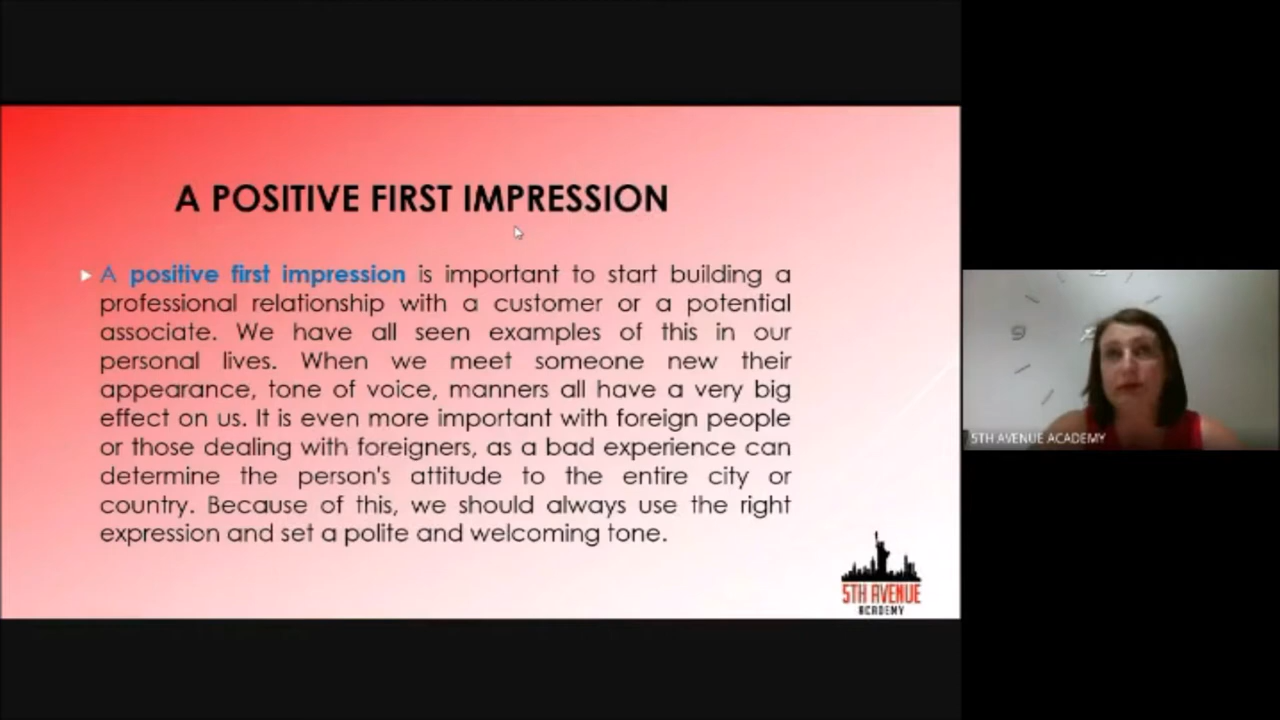 A POSITIVE FIRST IMPRESSION
A positive first impression is important to start building a
professional relationship with a customer or a potential
associate. We have all seen examples of this in our
personal lives. When we meet someone new their
appearance, tone of voice, manners all have a very big
effect on us. It is even more important with foreign people
or those dealing with foreigners, as a bad experience can
determine the person's attitude to the entire city or
country. Because of this, we should always use the right
expression and set a polite and welcoming tone.
5TH AVENUE
ACADEMY
9
5TH AVENUE ACADEMY